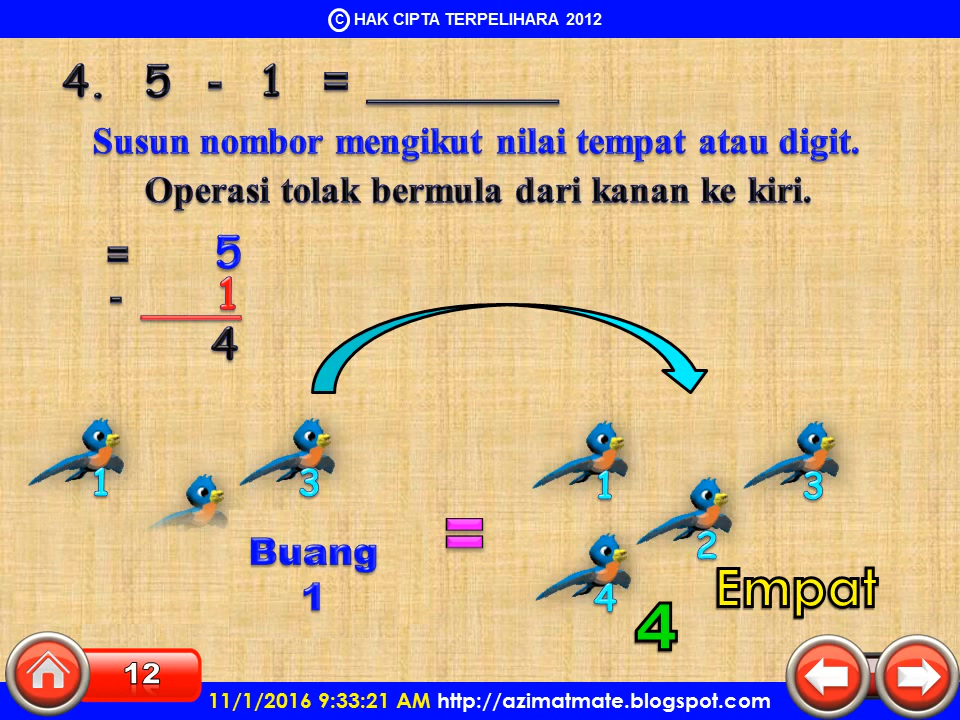 © HAK CIPTA TERPELIHARA 2012
4. 5 - 1 = ________
Susun nombor mengikut nilai tempat atau digit.
Operasi tolak bermula dari kanan ke kiri.
= 5
- 1
4
1 3 1 3
2
=
Buang
1
4
Empat
4
12
11/1/2016 9:33:21 AM http://azimatmate.blogspot.com